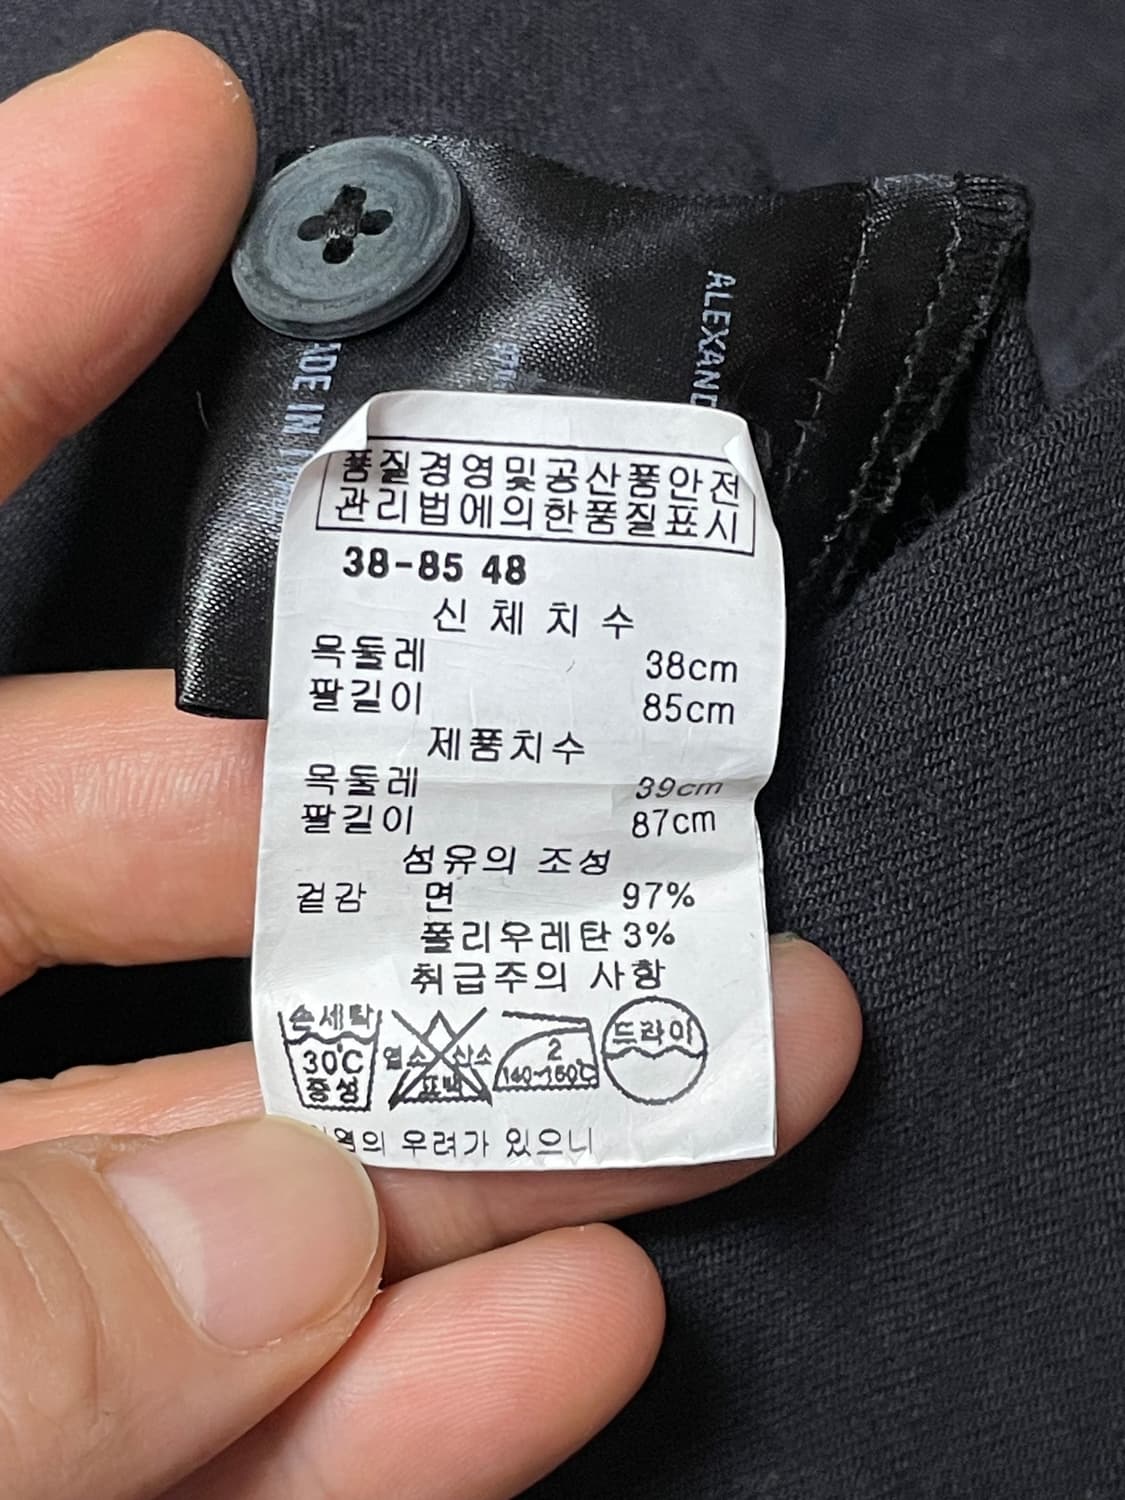 ALEXAND
품질경영및공산품안전
관리법에의한품질표시
38-85 48
신체치수
목둘레 38cm
팔길이 85cm
제품치수
목둘레 39cm
팔길이 87cm
섬유의 조성
겉감 면 97%
폴리우레탄 3%
취급주의 사항
손세탁
30℃
중성
염소 산소
표백
2
140~160℃
드라이
우려가 있으니